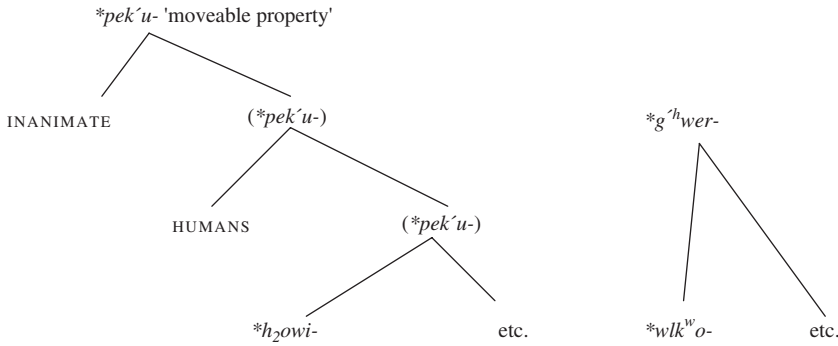 *pek´u- 'moveable property'
INANIMATE (*pek´u-) *g´ʰwer-
HUMANS (*pek´u-)
*h₂owi- etc. *wlkʷo- etc.